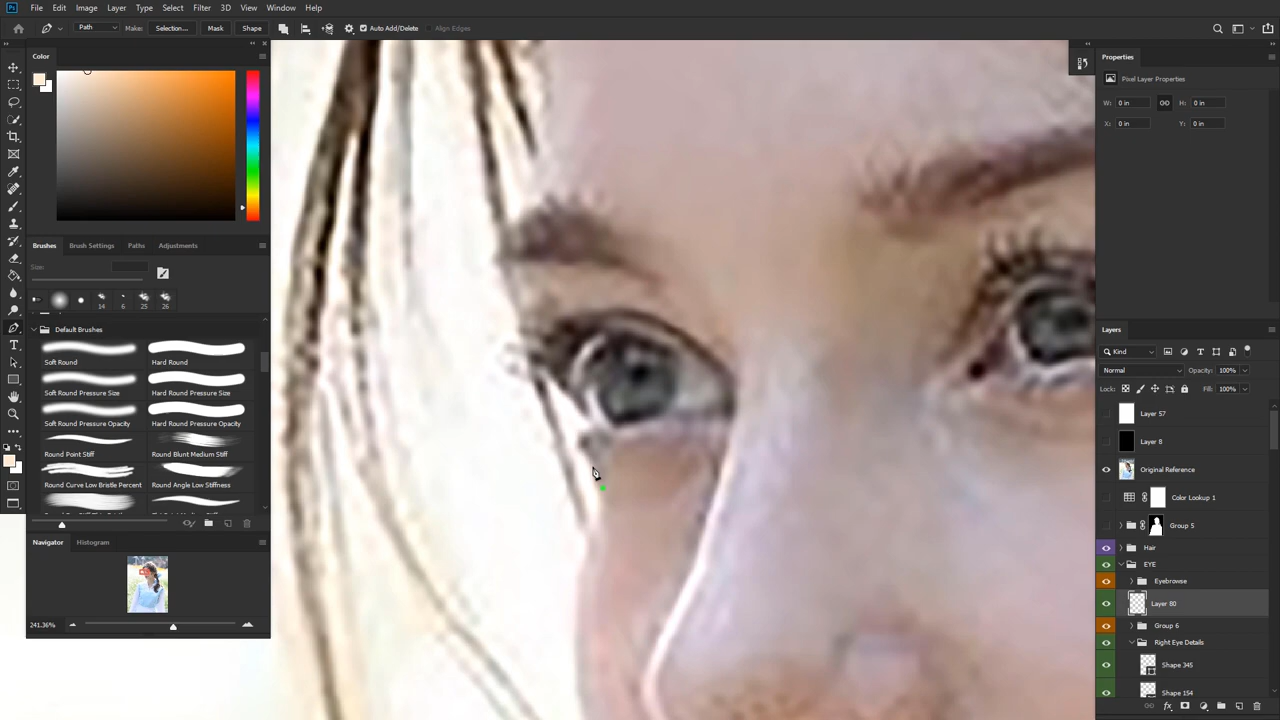 Ps File Edit Image Layer Type Select Filter 3D View Window Help
Path Make: Selection... Mask Shape Auto Add/Delete Align Edges
Color
Brushes Brush Settings Paths Adjustments
Size:
14 6 25 26
Default Brushes
Soft Round Hard Round
Soft Round Pressure Size Hard Round Pressure Size
Soft Round Pressure Opacity Hard Round Pressure Opacity
Round Point Stiff Round Blunt Medium Stiff
Round Curve Low Bristle Percent Round Angle Low Stiffness
Navigator Histogram
241.36%
Properties
Pixel Layer Properties
W: 0 in H: 0 in
X: 0 in Y: 0 in
Layers
Kind
Normal Opacity: 100%
Lock: Fill: 100%
Layer 57
Layer 8
Original Reference
Color Lookup 1
Group 5
Hair
EYE
Eyebrowse
Layer 80
Group 6
Right Eye Details
Shape 345
Shape 154
fx